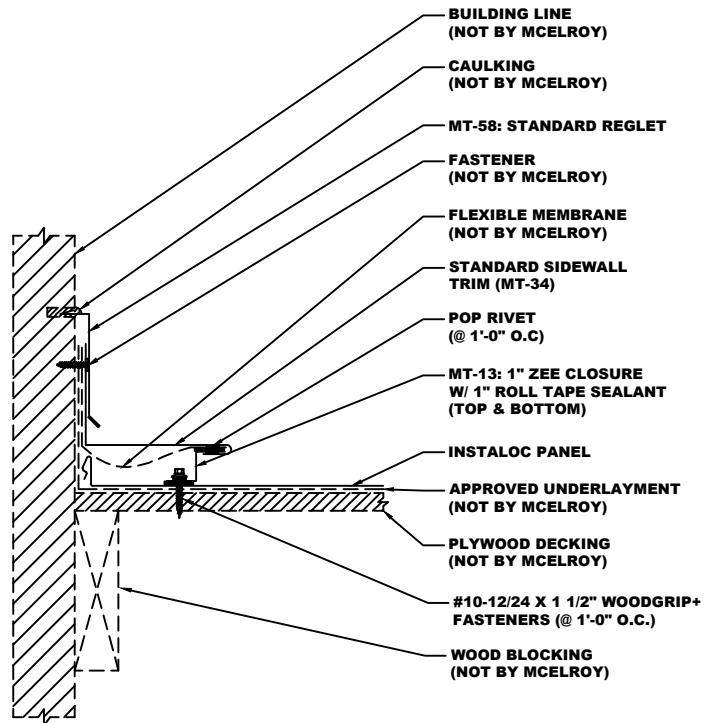 BUILDING LINE
(NOT BY MCELROY)
CAULKING
(NOT BY MCELROY)
MT-58: STANDARD REGLET
FASTENER
(NOT BY MCELROY)
FLEXIBLE MEMBRANE
(NOT BY MCELROY)
STANDARD SIDEWALL
TRIM (MT-34)
POP RIVET
(@ 1'-0" O.C)
MT-13: 1" ZEE CLOSURE
W/ 1" ROLL TAPE SEALANT
(TOP & BOTTOM)
INSTALOC PANEL
APPROVED UNDERLAYMENT
(NOT BY MCELROY)
PLYWOOD DECKING
(NOT BY MCELROY)
#10-12/24 X 1 1/2" WOODGRIP+
FASTENERS (@ 1'-0" O.C.)
WOOD BLOCKING
(NOT BY MCELROY)